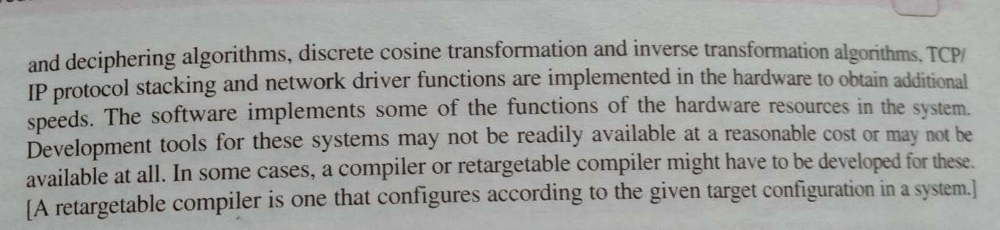 and deciphering algorithms, discrete cosine transformation and inverse transformation algorithms, TCP/
IP protocol stacking and network driver functions are implemented in the hardware to obtain additional
speeds. The software implements some of the functions of the hardware resources in the system.
Development tools for these systems may not be readily available at a reasonable cost or may not be
available at all. In some cases, a compiler or retargetable compiler might have to be developed for these.
[A retargetable compiler is one that configures according to the given target configuration in a system.]